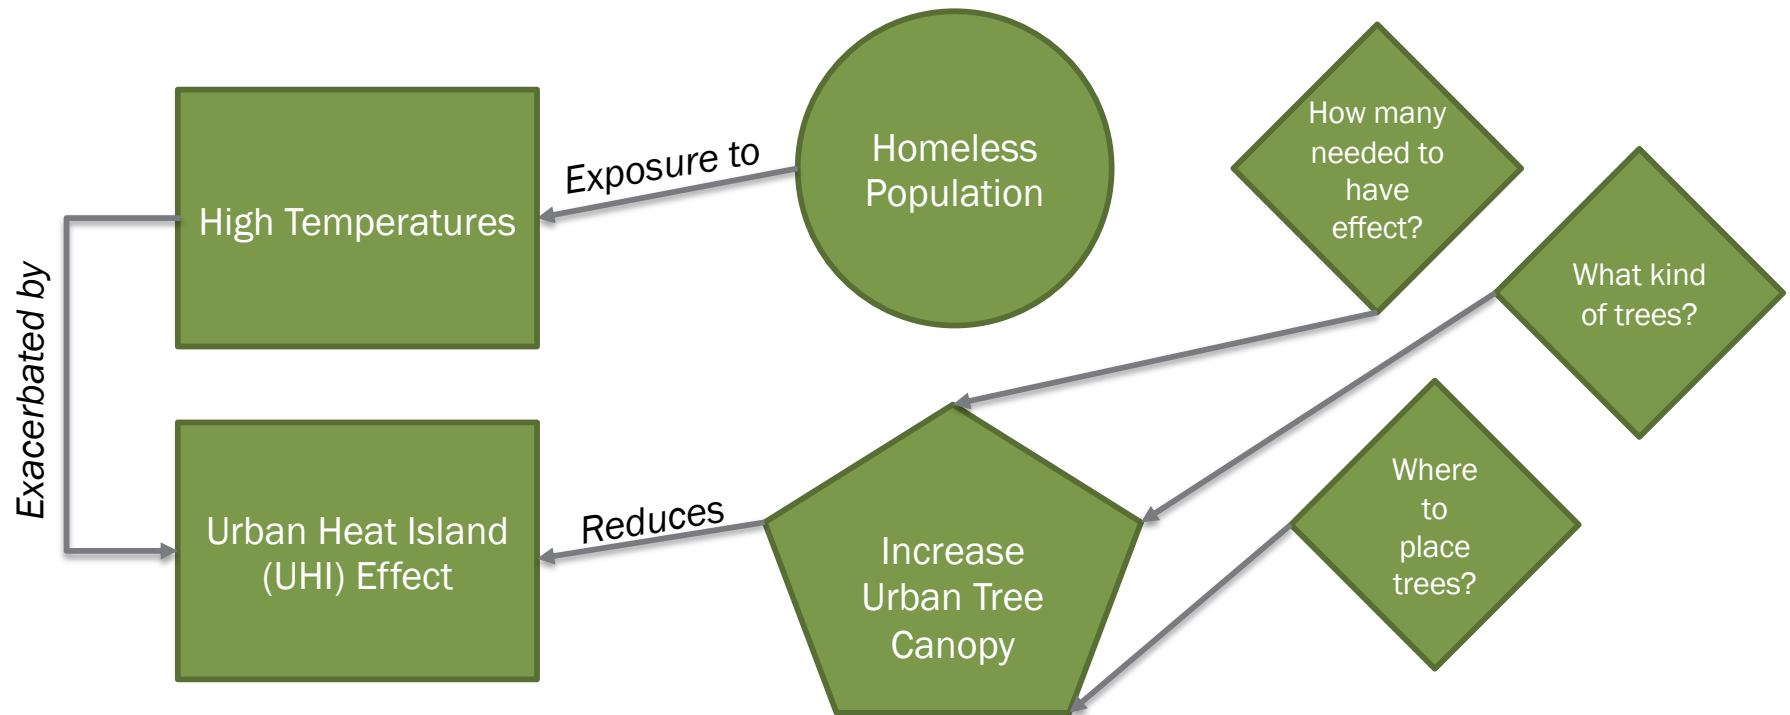 High Temperatures
Exposure to
Homeless
Population
How many
needed to
have
effect?
What kind
of trees?
Exacerbated by
Urban Heat Island
(UHI) Effect
Reduces
Increase
Urban Tree
Canopy
Where
to
place
trees?